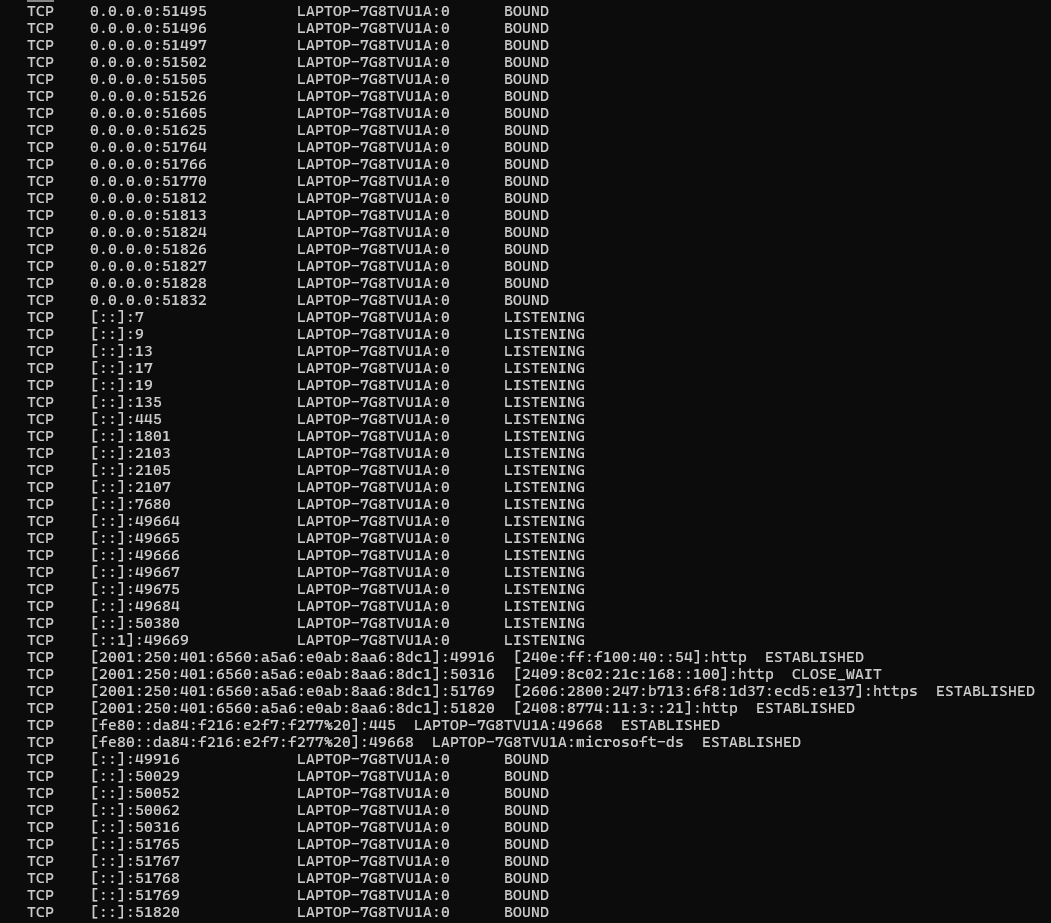 TCP    0.0.0.0:51495          LAPTOP-7G8TVU1A:0      BOUND
TCP    0.0.0.0:51496          LAPTOP-7G8TVU1A:0      BOUND
TCP    0.0.0.0:51497          LAPTOP-7G8TVU1A:0      BOUND
TCP    0.0.0.0:51502          LAPTOP-7G8TVU1A:0      BOUND
TCP    0.0.0.0:51505          LAPTOP-7G8TVU1A:0      BOUND
TCP    0.0.0.0:51526          LAPTOP-7G8TVU1A:0      BOUND
TCP    0.0.0.0:51605          LAPTOP-7G8TVU1A:0      BOUND
TCP    0.0.0.0:51625          LAPTOP-7G8TVU1A:0      BOUND
TCP    0.0.0.0:51764          LAPTOP-7G8TVU1A:0      BOUND
TCP    0.0.0.0:51766          LAPTOP-7G8TVU1A:0      BOUND
TCP    0.0.0.0:51770          LAPTOP-7G8TVU1A:0      BOUND
TCP    0.0.0.0:51812          LAPTOP-7G8TVU1A:0      BOUND
TCP    0.0.0.0:51813          LAPTOP-7G8TVU1A:0      BOUND
TCP    0.0.0.0:51824          LAPTOP-7G8TVU1A:0      BOUND
TCP    0.0.0.0:51826          LAPTOP-7G8TVU1A:0      BOUND
TCP    0.0.0.0:51827          LAPTOP-7G8TVU1A:0      BOUND
TCP    0.0.0.0:51828          LAPTOP-7G8TVU1A:0      BOUND
TCP    0.0.0.0:51832          LAPTOP-7G8TVU1A:0      BOUND
TCP    [::]:7                 LAPTOP-7G8TVU1A:0      LISTENING
TCP    [::]:9                 LAPTOP-7G8TVU1A:0      LISTENING
TCP    [::]:13                LAPTOP-7G8TVU1A:0      LISTENING
TCP    [::]:17                LAPTOP-7G8TVU1A:0      LISTENING
TCP    [::]:19                LAPTOP-7G8TVU1A:0      LISTENING
TCP    [::]:135               LAPTOP-7G8TVU1A:0      LISTENING
TCP    [::]:445               LAPTOP-7G8TVU1A:0      LISTENING
TCP    [::]:1801              LAPTOP-7G8TVU1A:0      LISTENING
TCP    [::]:2103              LAPTOP-7G8TVU1A:0      LISTENING
TCP    [::]:2105              LAPTOP-7G8TVU1A:0      LISTENING
TCP    [::]:2107              LAPTOP-7G8TVU1A:0      LISTENING
TCP    [::]:7680              LAPTOP-7G8TVU1A:0      LISTENING
TCP    [::]:49664             LAPTOP-7G8TVU1A:0      LISTENING
TCP    [::]:49665             LAPTOP-7G8TVU1A:0      LISTENING
TCP    [::]:49666             LAPTOP-7G8TVU1A:0      LISTENING
TCP    [::]:49667             LAPTOP-7G8TVU1A:0      LISTENING
TCP    [::]:49675             LAPTOP-7G8TVU1A:0      LISTENING
TCP    [::]:49684             LAPTOP-7G8TVU1A:0      LISTENING
TCP    [::]:50380             LAPTOP-7G8TVU1A:0      LISTENING
TCP    [::1]:49669            LAPTOP-7G8TVU1A:0      LISTENING
TCP    [2001:250:401:6560:a5a6:e0ab:8aa6:8dc1]:49916  [240e:ff:f100:40::54]:http  ESTABLISHED
TCP    [2001:250:401:6560:a5a6:e0ab:8aa6:8dc1]:50316  [2409:8c02:21c:168::100]:http  CLOSE_WAIT
TCP    [2001:250:401:6560:a5a6:e0ab:8aa6:8dc1]:51769  [2606:2800:247:b713:6f8:1d37:ecd5:e137]:https  ESTABLISHED
TCP    [2001:250:401:6560:a5a6:e0ab:8aa6:8dc1]:51820  [2408:8774:11:3::21]:http  ESTABLISHED
TCP    [fe80::da84:f216:e2f7:f277%20]:445  LAPTOP-7G8TVU1A:49668  ESTABLISHED
TCP    [fe80::da84:f216:e2f7:f277%20]:49668  LAPTOP-7G8TVU1A:microsoft-ds  ESTABLISHED
TCP    [::]:49916             LAPTOP-7G8TVU1A:0      BOUND
TCP    [::]:50029             LAPTOP-7G8TVU1A:0      BOUND
TCP    [::]:50052             LAPTOP-7G8TVU1A:0      BOUND
TCP    [::]:50062             LAPTOP-7G8TVU1A:0      BOUND
TCP    [::]:50316             LAPTOP-7G8TVU1A:0      BOUND
TCP    [::]:51765             LAPTOP-7G8TVU1A:0      BOUND
TCP    [::]:51767             LAPTOP-7G8TVU1A:0      BOUND
TCP    [::]:51768             LAPTOP-7G8TVU1A:0      BOUND
TCP    [::]:51769             LAPTOP-7G8TVU1A:0      BOUND
TCP    [::]:51820             LAPTOP-7G8TVU1A:0      BOUND